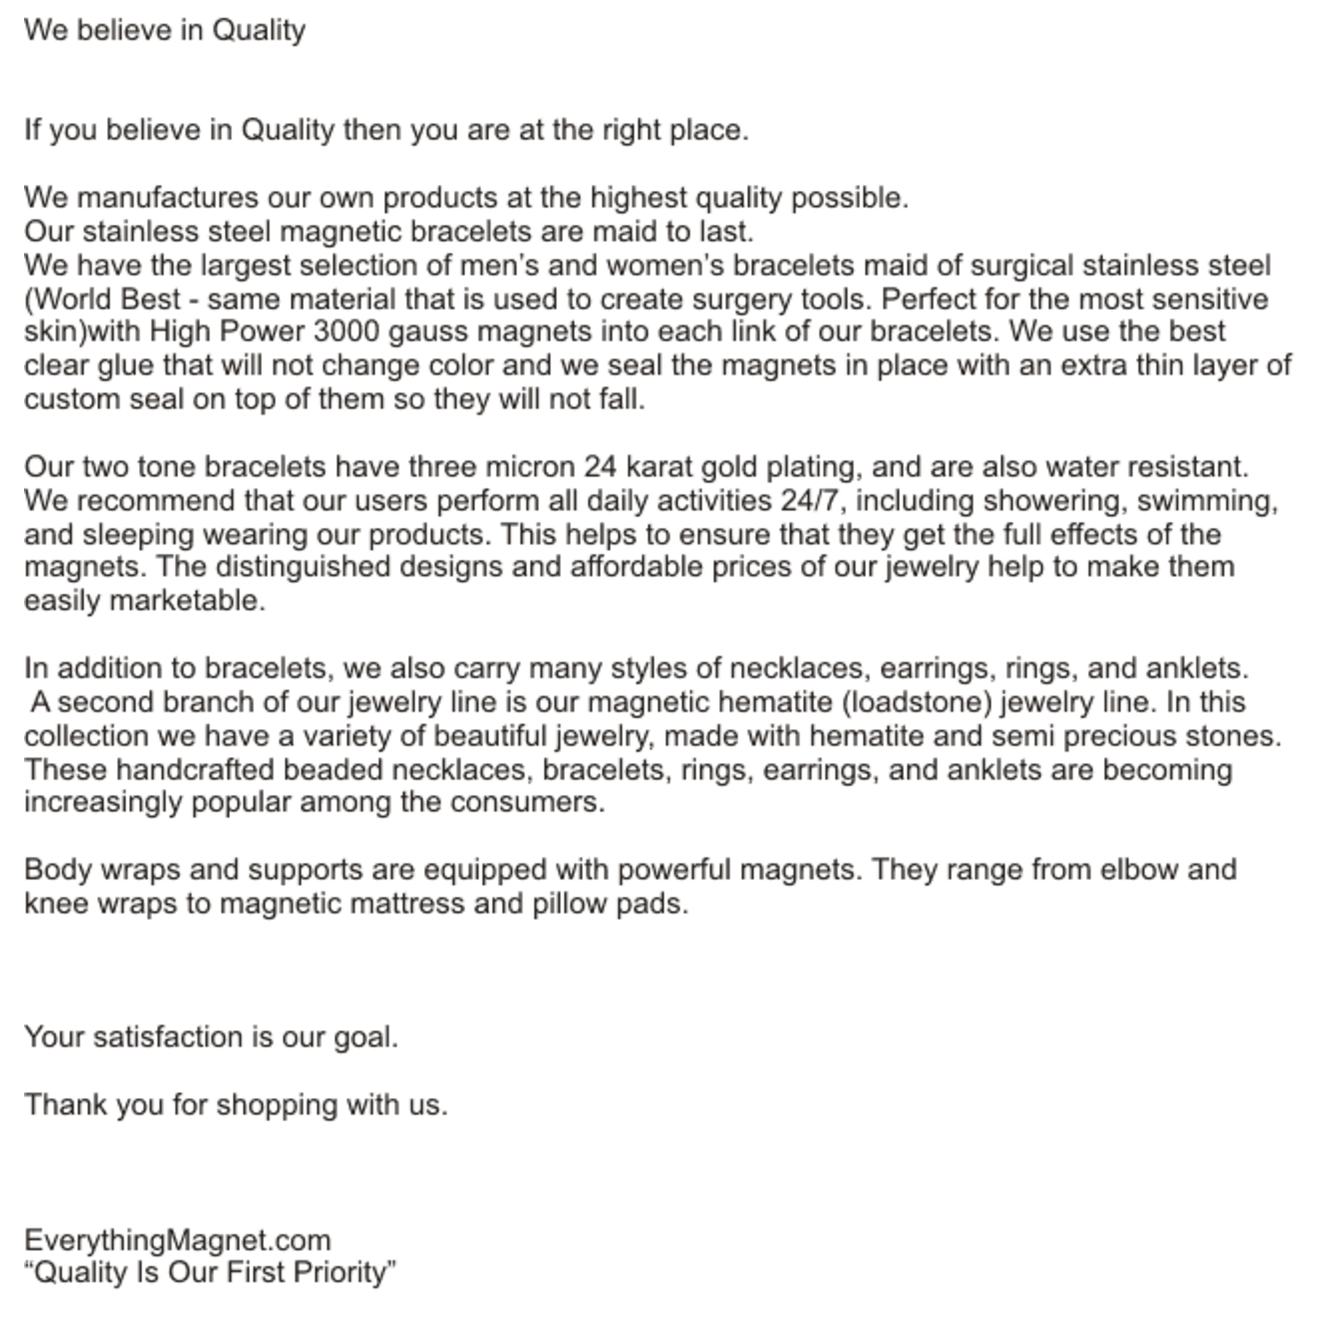 We believe in Quality
If you believe in Quality then you are at the right place.
We manufactures our own products at the highest quality possible.
Our stainless steel magnetic bracelets are maid to last.
We have the largest selection of men's and women's bracelets maid of surgical stainless steel
(World Best - same material that is used to create surgery tools. Perfect for the most sensitive
skin)with High Power 3000 gauss magnets into each link of our bracelets. We use the best
clear glue that will not change color and we seal the magnets in place with an extra thin layer of
custom seal on top of them so they will not fall.
Our two tone bracelets have three micron 24 karat gold plating, and are also water resistant.
We recommend that our users perform all daily activities 24/7, including showering, swimming,
and sleeping wearing our products. This helps to ensure that they get the full effects of the
magnets. The distinguished designs and affordable prices of our jewelry help to make them
easily marketable.
In addition to bracelets, we also carry many styles of necklaces, earrings, rings, and anklets.
A second branch of our jewelry line is our magnetic hematite (loadstone) jewelry line. In this
collection we have a variety of beautiful jewelry, made with hematite and semi precious stones.
These handcrafted beaded necklaces, bracelets, rings, earrings, and anklets are becoming
increasingly popular among the consumers.
Body wraps and supports are equipped with powerful magnets. They range from elbow and
knee wraps to magnetic mattress and pillow pads.
Your satisfaction is our goal.
Thank you for shopping with us.
EverythingMagnet.com
“Quality Is Our First Priority”